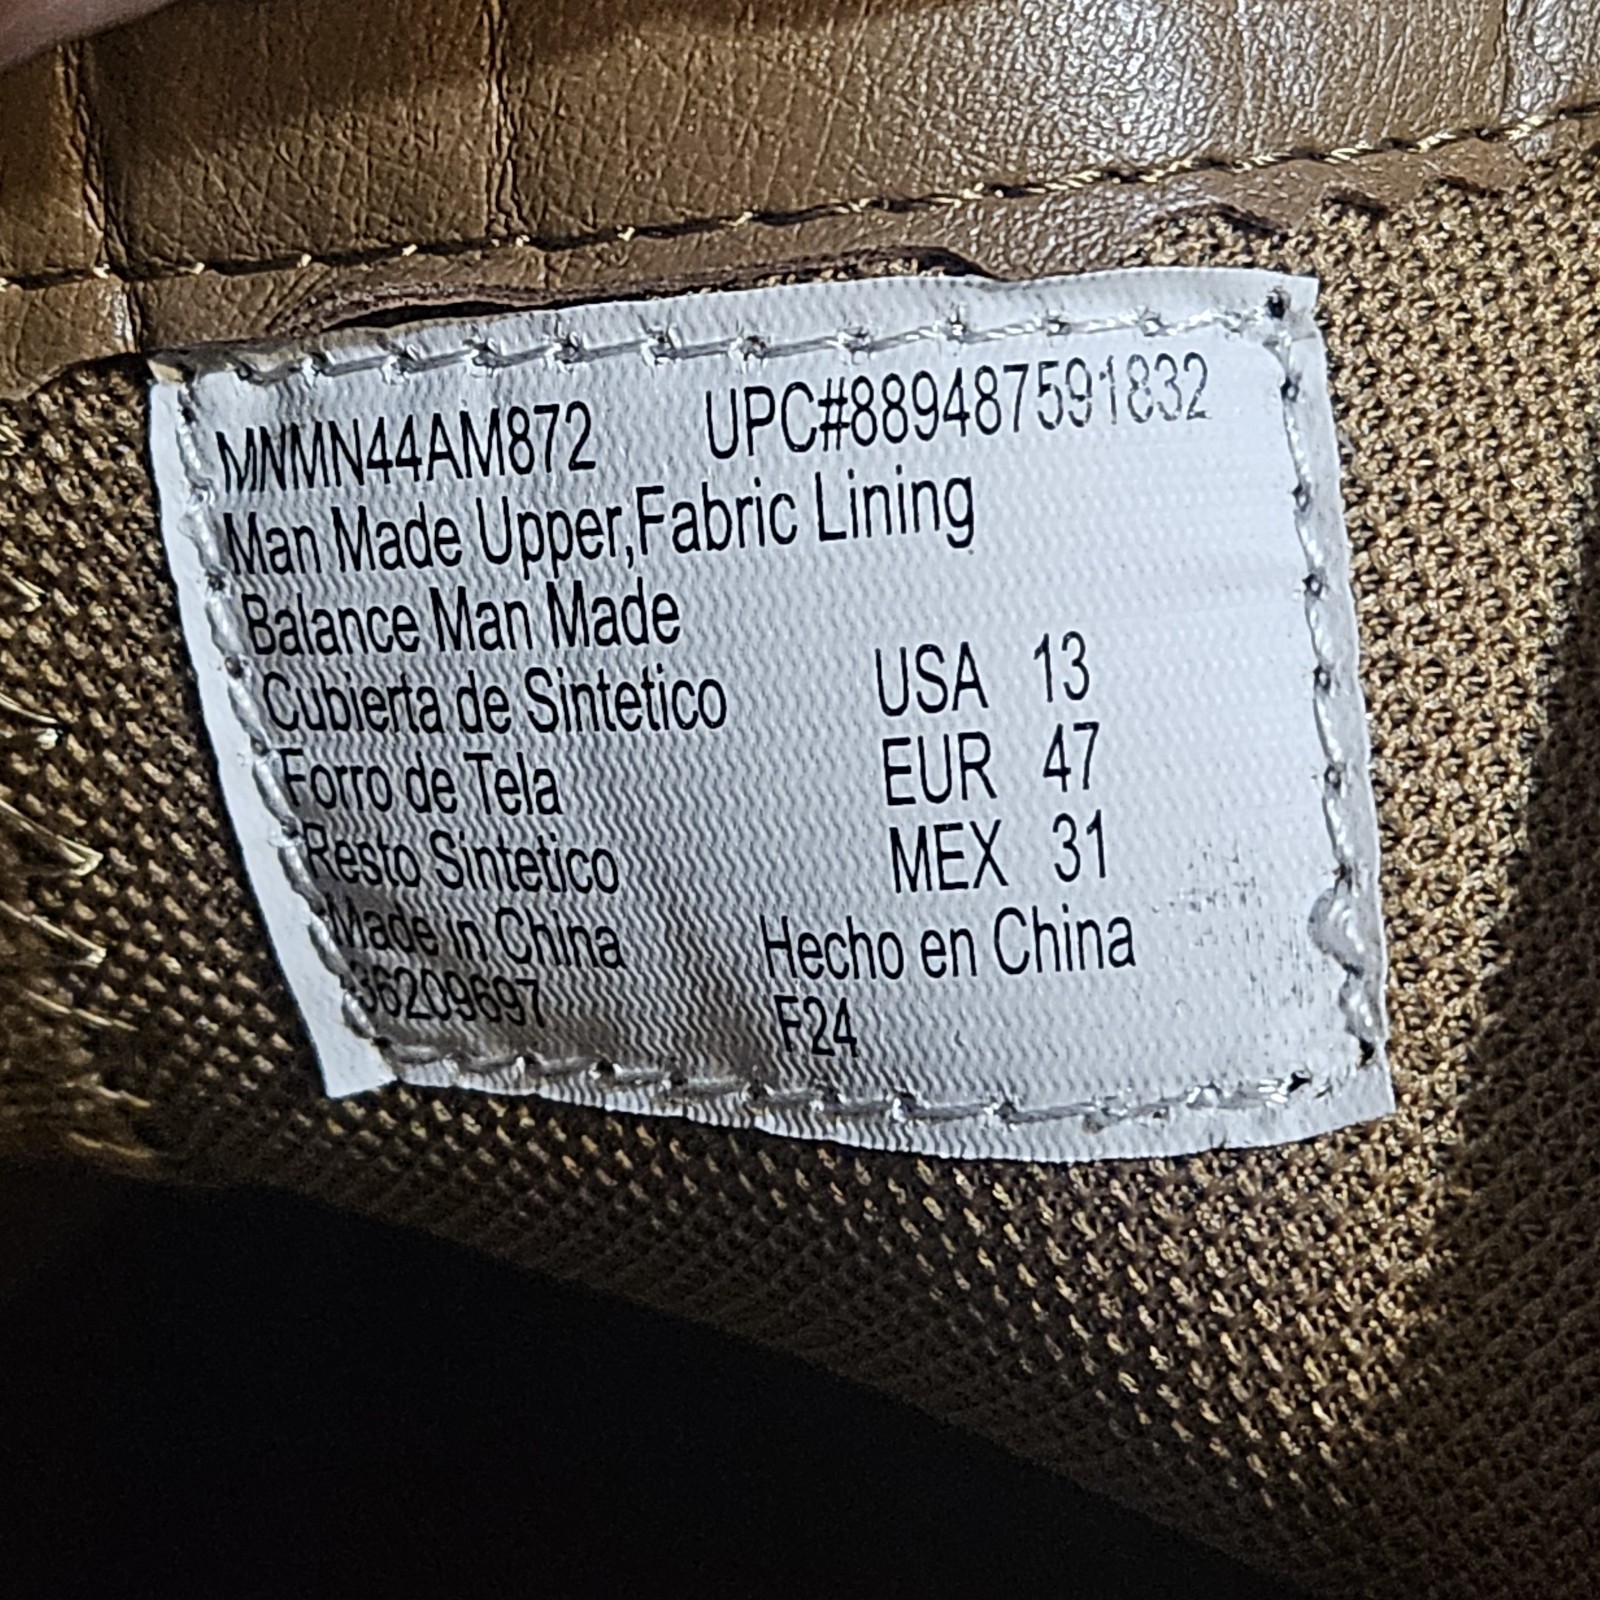 MNMN44AM872 UPC#889487591832
Man Made Upper,Fabric Lining
Balance Man Made
Cubierta de Sintetico USA 13
Forro de Tela EUR 47
Resto Sintetico MEX 31
Made in China Hecho en China
36209697 F24